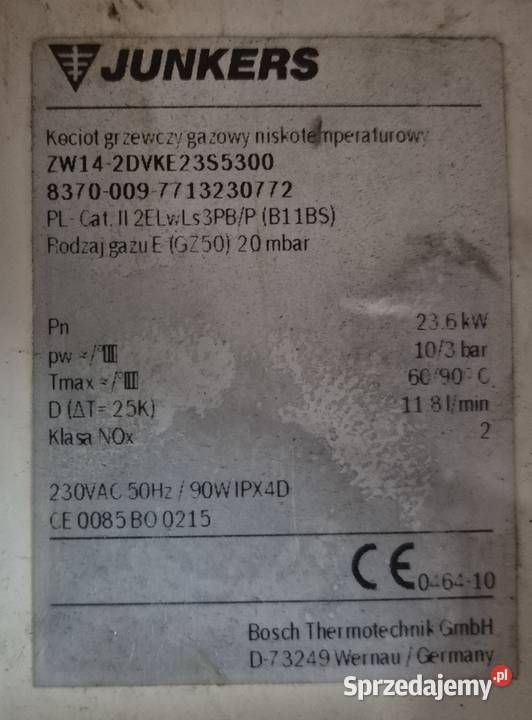 JUNKERS
Kocioł grzewczy gazowy niskotemperaturowy
ZW14-2DVKE23S5300
8370-009-7713230772
PL- Cat. II 2ELwLs3PB/P (B11BS)
Rodzaj gazu E (GZ50) 20 mbar
Pn 23.6 kW
pw 10/3 bar
Tmax 60/90°C
D (ΔT= 25K) 11.8 l/min
Klasa NOx 2
230VAC 50Hz / 90W IPX4D
CE 0085 BO 0215
CE 0464-10
Bosch Thermotechnik GmbH
D-73249 Wernau / Germany
Sprzedajemy.pl